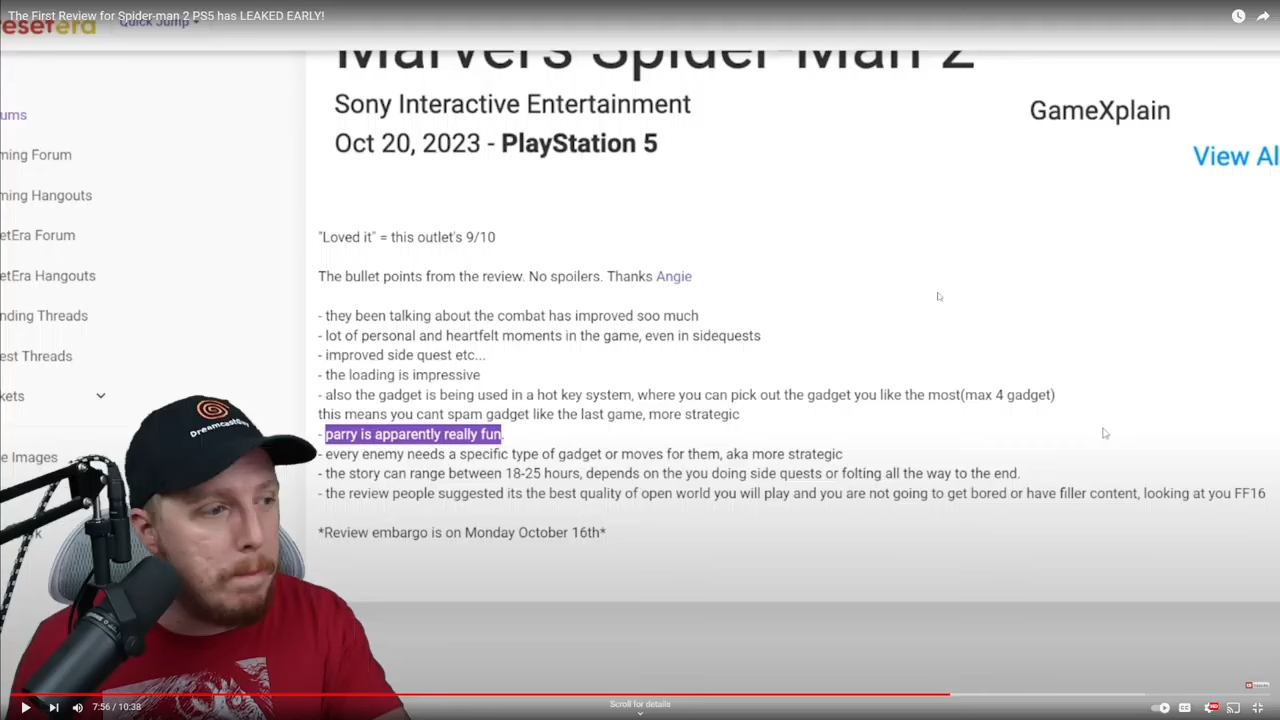 The First Review for Spider-man 2 PS5 has LEAKED EARLY!
esetera
Quick Jump
Marvel's Spider-Man 2
Sony Interactive Entertainment
GameXplain
Oct 20, 2023 - PlayStation 5
View Al
ums
ming Forum
ming Hangouts
etEra Forum
etEra Hangouts
nding Threads
est Threads
kets
e Images
k
"Loved it" = this outlet's 9/10
The bullet points from the review. No spoilers. Thanks Angie
- they been talking about the combat has improved soo much
- lot of personal and heartfelt moments in the game, even in sidequests
- improved side quest etc...
- the loading is impressive
- also the gadget is being used in a hot key system, where you can pick out the gadget you like the most(max 4 gadget)
this means you cant spam gadget like the last game, more strategic
- parry is apparently really fun
- every enemy needs a specific type of gadget or moves for them, aka more strategic
- the story can range between 18-25 hours, depends on the you doing side quests or folting all the way to the end.
- the review people suggested its the best quality of open world you will play and you are not going to get bored or have filler content, looking at you FF16
*Review embargo is on Monday October 16th*
7:56 / 10:38
Scroll for details